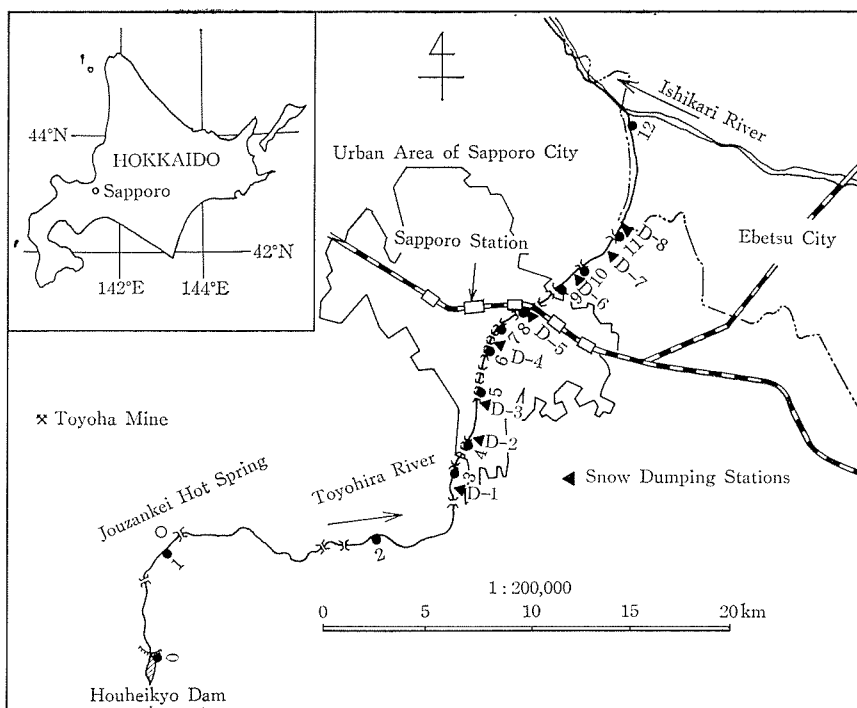 44°N
HOKKAIDO
Sapporo
42°N
142°E
144°E
4
Ishikari River
12
Urban Area of Sapporo City
Sapporo Station
Ebetsu City
D-8
11
D-7
10
D-6
9
D-5
8
7
D-4
6
5
D-3
D-2
4
3
D-1
Toyoha Mine
Snow Dumping Stations
Toyohira River
Jouzankei Hot Spring
1
2
0
Houheikyo Dam
1 : 200,000
0 5 10 15 20 km